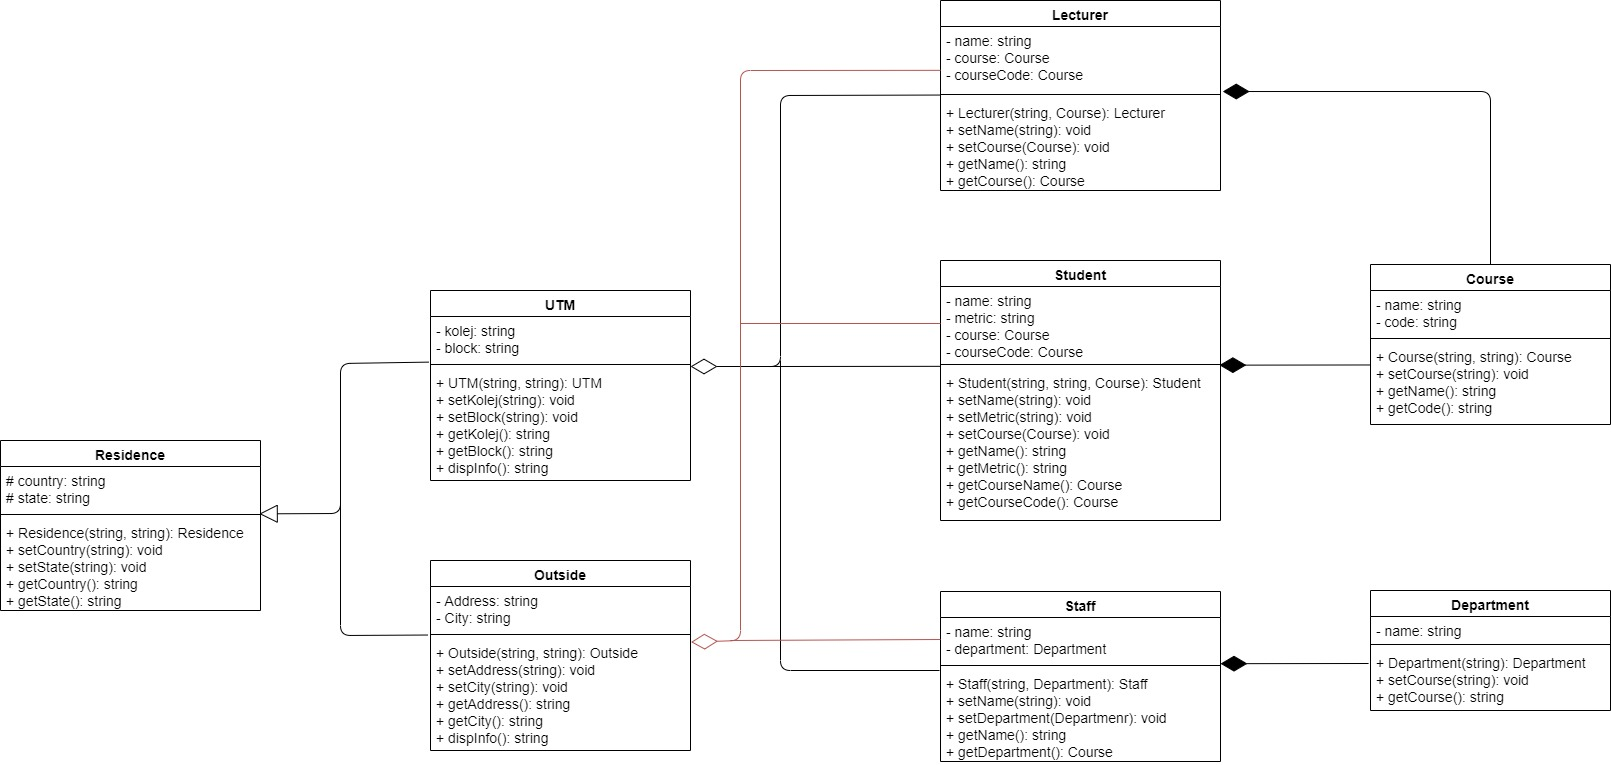 Lecturer
- name: string
- course: Course
- courseCode: Course
+ Lecturer(string, Course): Lecturer
+ setName(string): void
+ setCourse(Course): void
+ getName(): string
+ getCourse(): Course
Student
- name: string
- metric: string
- course: Course
- courseCode: Course
+ Student(string, string, Course): Student
+ setName(string): void
+ setMetric(string): void
+ setCourse(Course): void
+ getName(): string
+ getMetric(): string
+ getCourseName(): Course
+ getCourseCode(): Course
Course
- name: string
- code: string
+ Course(string, string): Course
+ setCourse(string): void
+ getName(): string
+ getCode(): string
UTM
- kolej: string
- block: string
+ UTM(string, string): UTM
+ setKolej(string): void
+ setBlock(string): void
+ getKolej(): string
+ getBlock(): string
+ dispInfo(): string
Residence
# country: string
# state: string
+ Residence(string, string): Residence
+ setCountry(string): void
+ setState(string): void
+ getCountry(): string
+ getState(): string
Outside
- Address: string
- City: string
+ Outside(string, string): Outside
+ setAddress(string): void
+ setCity(string): void
+ getAddress(): string
+ getCity(): string
+ dispInfo(): string
Staff
- name: string
- department: Department
+ Staff(string, Department): Staff
+ setName(string): void
+ setDepartment(Departmenr): void
+ getName(): string
+ getDepartment(): Course
Department
- name: string
+ Department(string): Department
+ setCourse(string): void
+ getCourse(): string